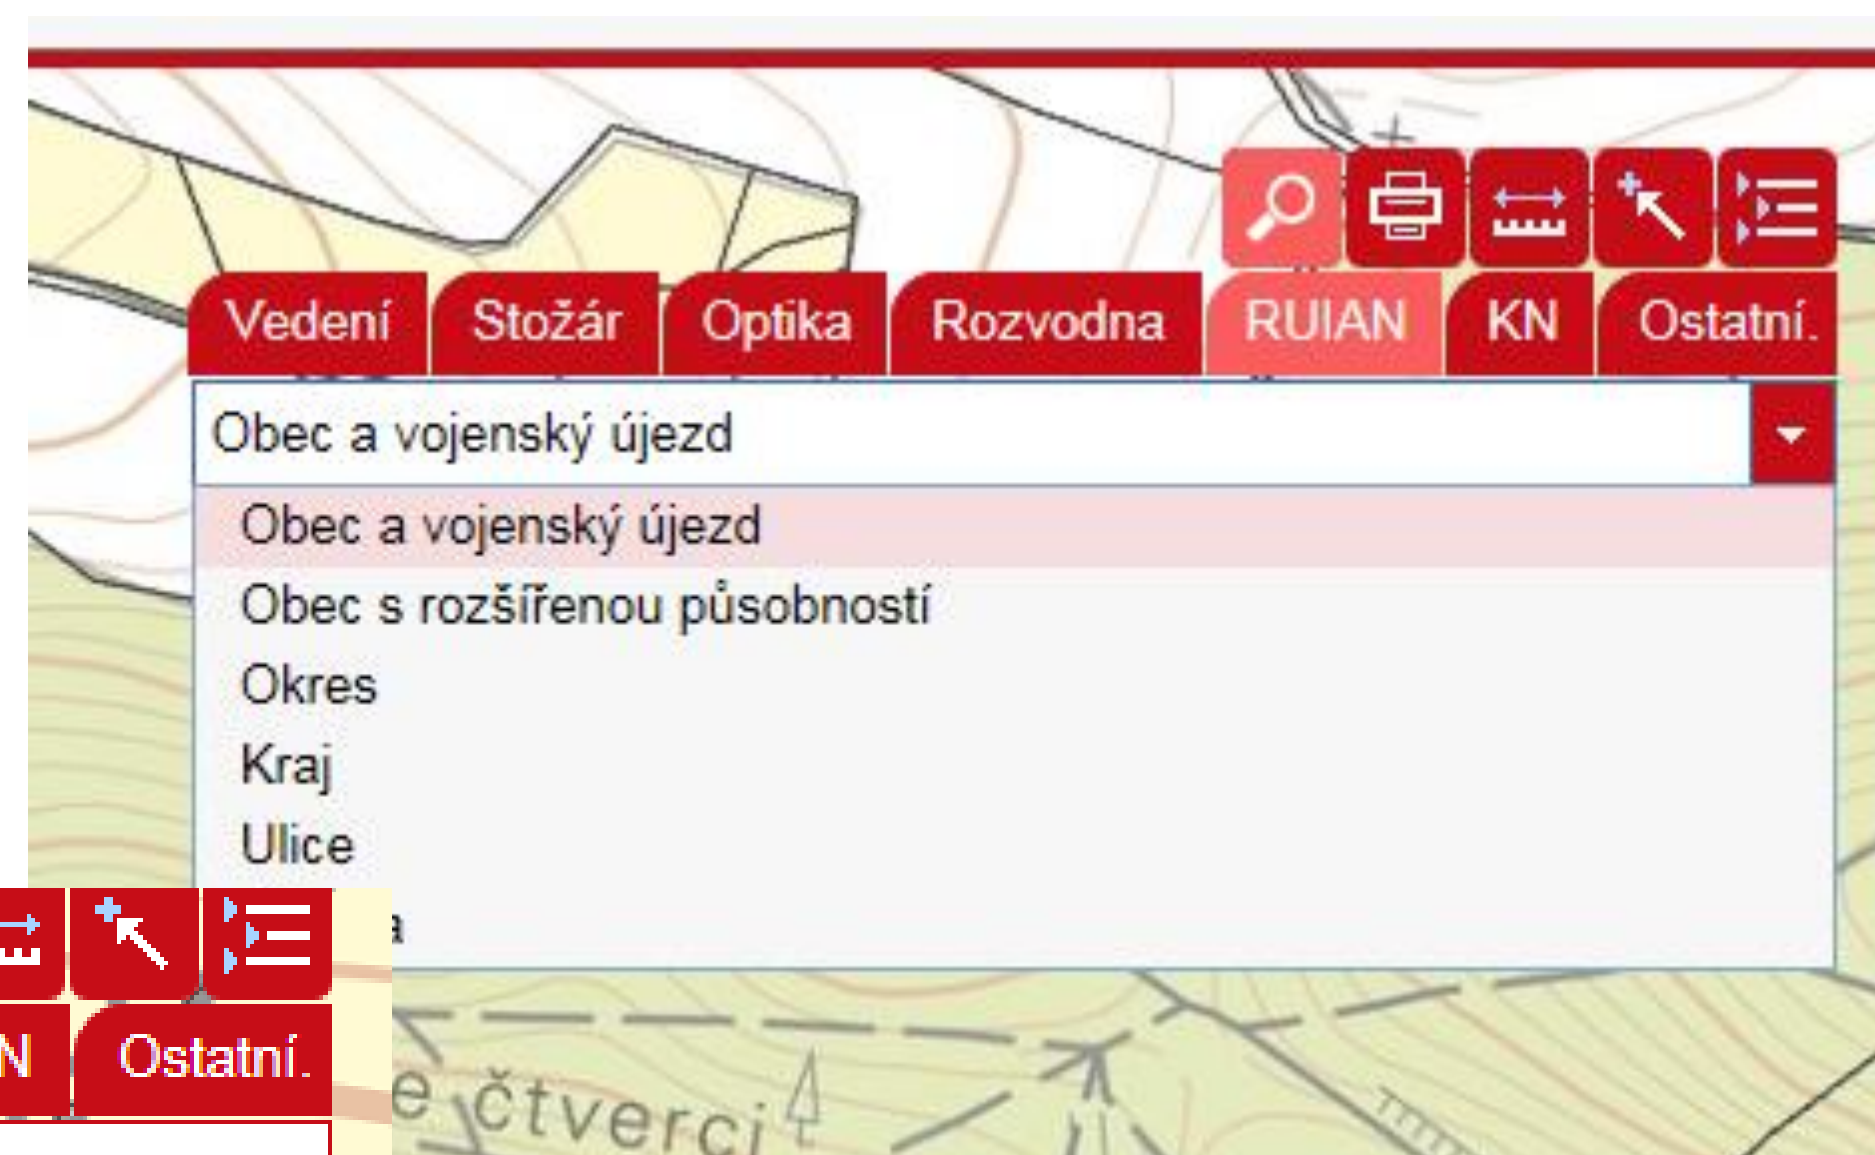 Vedení Stožár Optika Rozvodna RUIAN KN Ostatní.
Obec a vojenský újezd
Obec a vojenský újezd
Obec s rozšířenou působností
Okres
Kraj
Ulice
N Ostatní.
čtverci